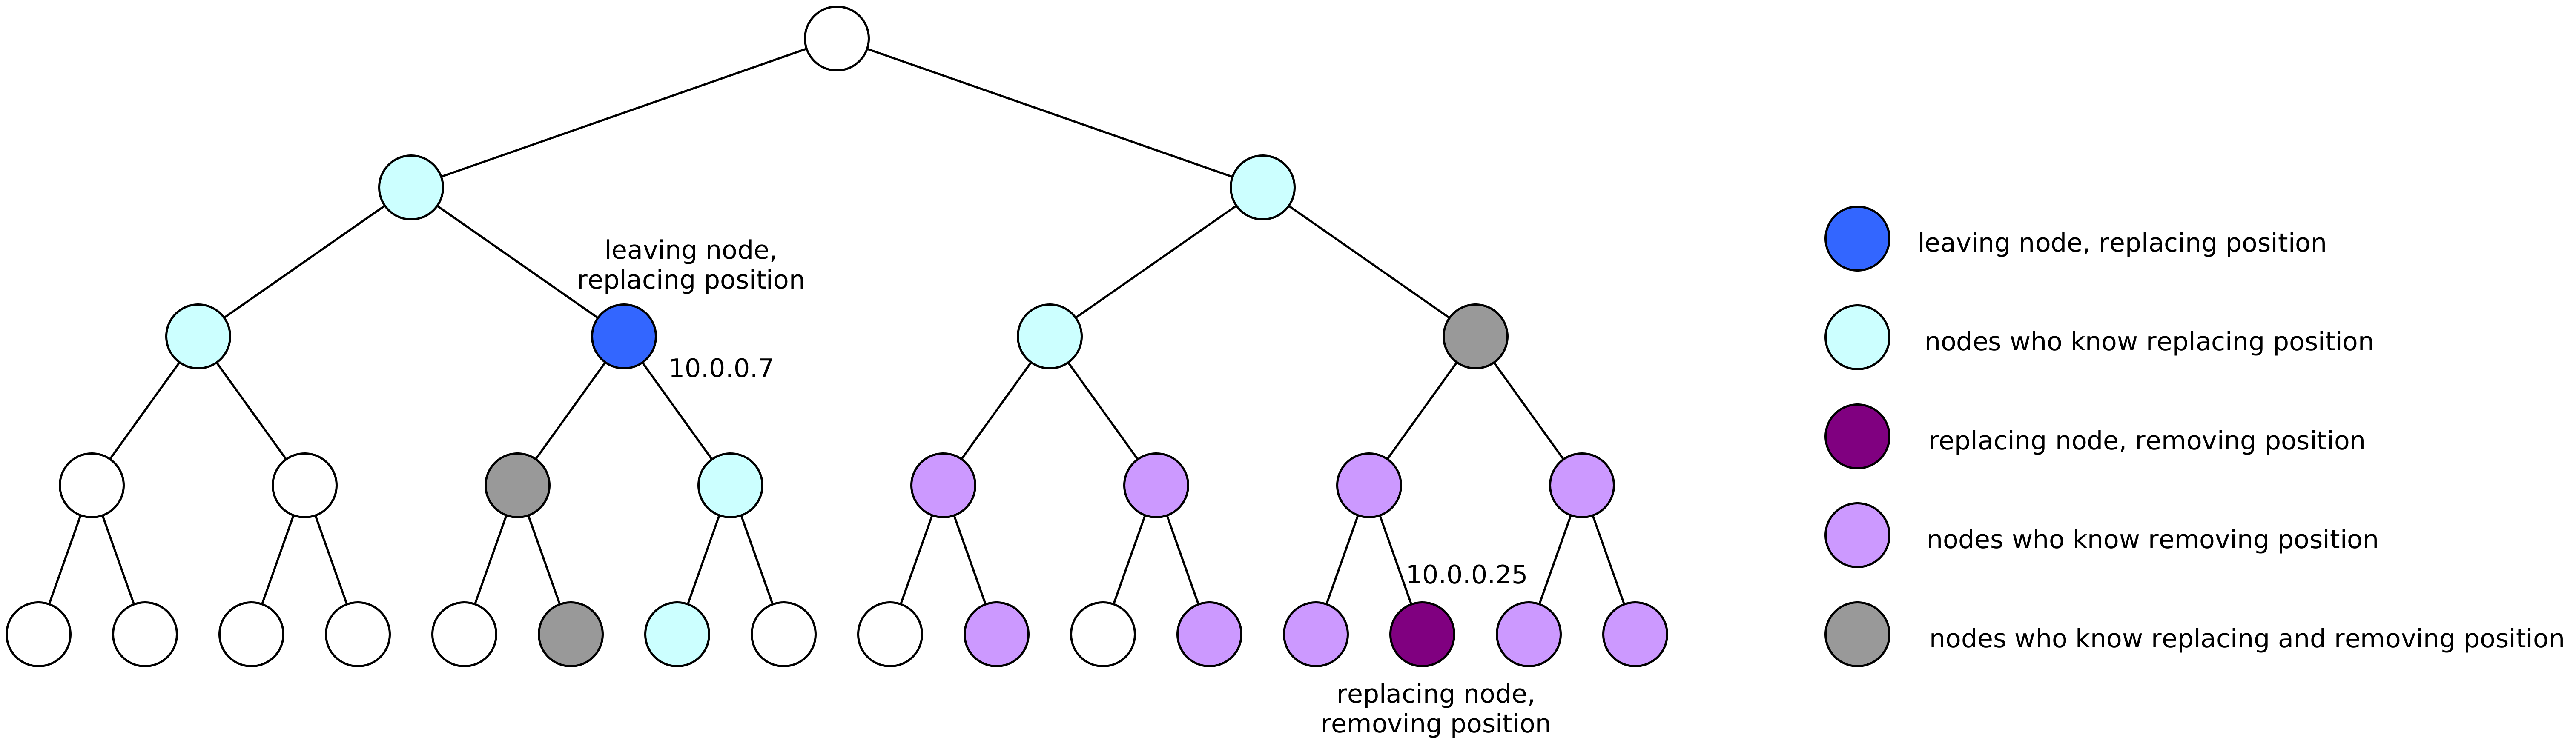 leaving node,
replacing position
10.0.0.7
10.0.0.25
replacing node,
removing position
leaving node, replacing position
nodes who know replacing position
replacing node, removing position
nodes who know removing position
nodes who know replacing and removing position